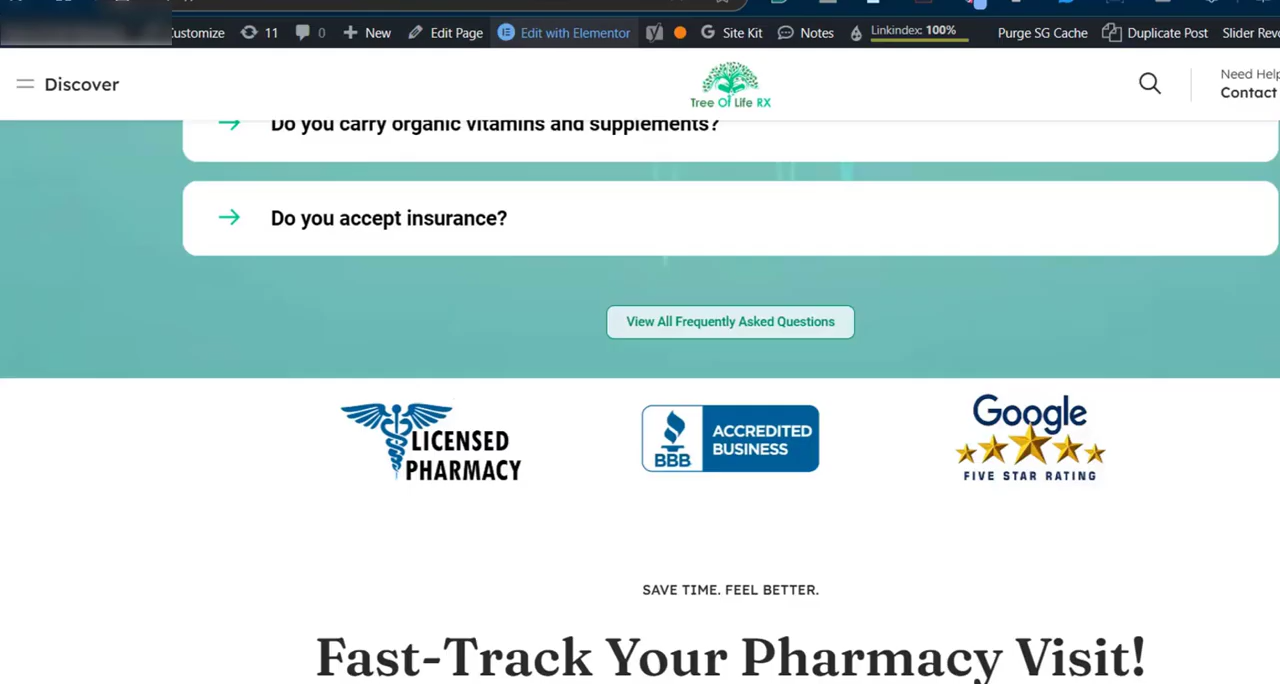 Customize 11 0 New Edit Page Edit with Elementor Site Kit Notes Linkindex: 100% Purge SG Cache Duplicate Post Slider Revo
Discover
Tree Of Life RX
Need Help
Contact
Do you carry organic vitamins and supplements?
Do you accept insurance?
View All Frequently Asked Questions
LICENSED
PHARMACY
BBB
ACCREDITED
BUSINESS
Google
FIVE STAR RATING
SAVE TIME. FEEL BETTER.
Fast-Track Your Pharmacy Visit!